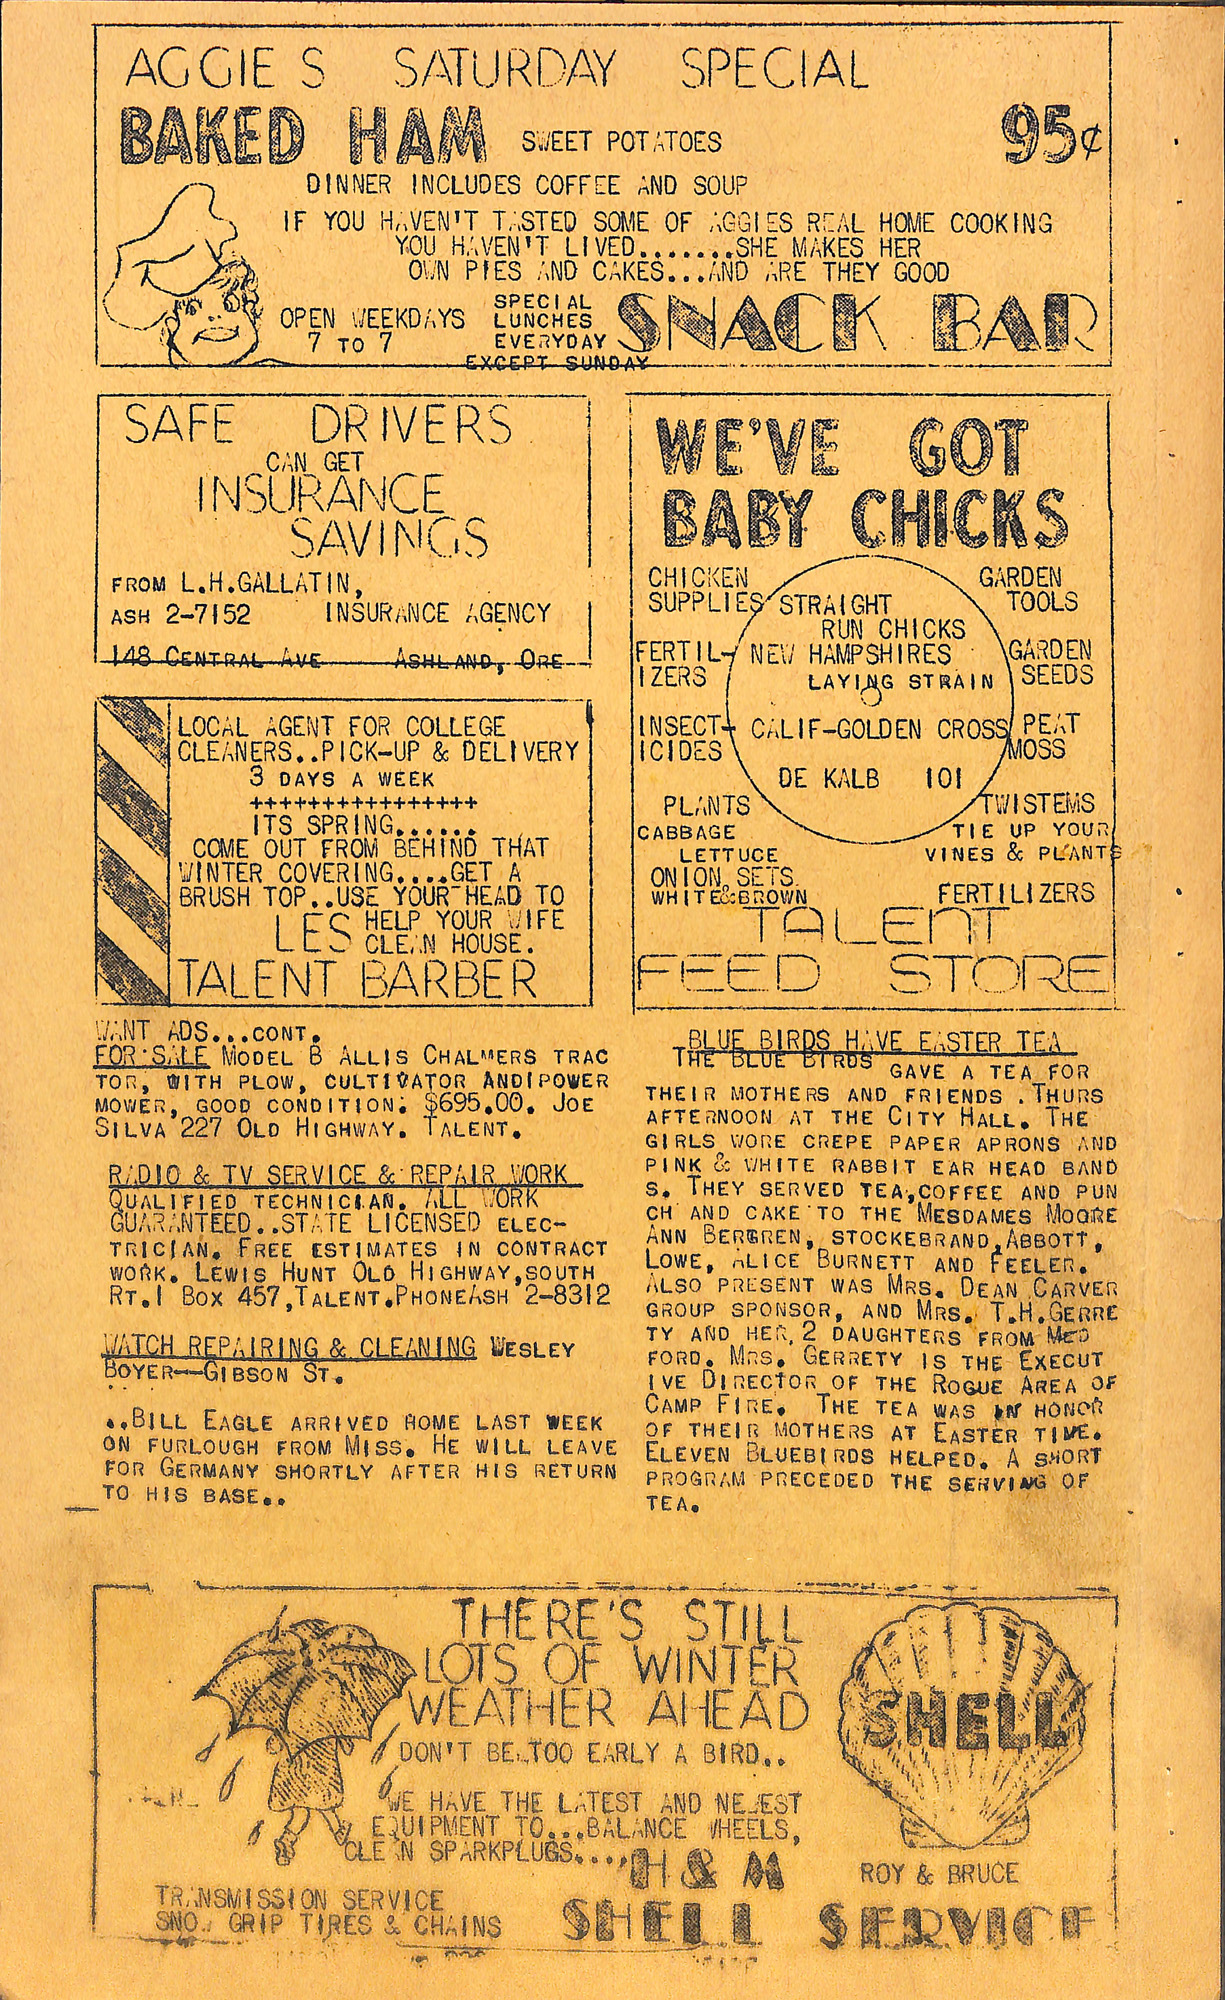 AGGIES SATURDAY SPECIAL
BAKED HAM SWEET POTATOES 95¢
DINNER INCLUDES COFFEE AND SOUP
IF YOU HAVEN'T TASTED SOME OF AGGIES REAL HOME COOKING
YOU HAVEN'T LIVED.......SHE MAKES HER
OWN PIES AND CAKES...AND ARE THEY GOOD
OPEN WEEKDAYS
7 TO 7
SPECIAL
LUNCHES
EVERYDAY
EXCEPT SUNDAY
SNACK BAR
SAFE DRIVERS
CAN GET
INSURANCE
SAVINGS
FROM L.H.GALLATIN,
ASH 2-7152 INSURANCE AGENCY
148 CENTRAL AVE ASHLAND, ORE
LOCAL AGENT FOR COLLEGE
CLEANERS..PICK-UP & DELIVERY
3 DAYS A WEEK
++++++++++++++++
ITS SPRING......
COME OUT FROM BEHIND THAT
WINTER COVERING....GET A
BRUSH TOP..USE YOUR HEAD TO
LES HELP YOUR WIFE
CLEAN HOUSE.
TALENT BARBER
WE'VE GOT
BABY CHICKS
CHICKEN
SUPPLIES
FERTIL-
IZERS
INSECT-
ICIDES
PLANTS
CABBAGE
LETTUCE
ONION SETS
WHITE&BROWN
STRAIGHT
RUN CHICKS
NEW HAMPSHIRES
LAYING STRAIN
CALIF-GOLDEN CROSS
DE KALB 101
GARDEN
TOOLS
GARDEN
SEEDS
PEAT
MOSS
TWISTEMS
TIE UP YOUR
VINES & PLANTS
FERTILIZERS
TALENT
FEED STORE
WANT ADS...CONT.
FOR SALE MODEL B ALLIS CHALMERS TRAC
TOR, WITH PLOW, CULTIVATOR AND POWER
MOWER, GOOD CONDITION: $695.00. JOE
SILVA 227 OLD HIGHWAY. TALENT.
RADIO & TV SERVICE & REPAIR WORK
QUALIFIED TECHNICIAN. ALL WORK
GUARANTEED..STATE LICENSED ELEC-
TRICIAN. FREE ESTIMATES IN CONTRACT
WORK. LEWIS HUNT OLD HIGHWAY,SOUTH
RT.1 BOX 457,TALENT.PHONEASH 2-8312
WATCH REPAIRING & CLEANING WESLEY
BOYER--GIBSON ST.
..BILL EAGLE ARRIVED HOME LAST WEEK
ON FURLOUGH FROM MISS. HE WILL LEAVE
FOR GERMANY SHORTLY AFTER HIS RETURN
TO HIS BASE..
BLUE BIRDS HAVE EASTER TEA
THE BLUE BIRDS GAVE A TEA FOR
THEIR MOTHERS AND FRIENDS .THURS
AFTERNOON AT THE CITY HALL. THE
GIRLS WORE CREPE PAPER APRONS AND
PINK & WHITE RABBIT EAR HEAD BAND
S. THEY SERVED TEA,COFFEE AND PUN
CH AND CAKE TO THE MESDAMES MOORE
ANN BERGREN, STOCKEBRAND,ABBOTT,
LOWE, ALICE BURNETT AND FEELER.
ALSO PRESENT WAS MRS. DEAN CARVER
GROUP SPONSOR, AND MRS. T.H.GERRE
TY AND HER 2 DAUGHTERS FROM MED
FORD. MRS. GERRETY IS THE EXECUT
IVE DIRECTOR OF THE ROGUE AREA OF
CAMP FIRE. THE TEA WAS IN HONOR
OF THEIR MOTHERS AT EASTER TIME.
ELEVEN BLUEBIRDS HELPED. A SHORT
PROGRAM PRECEDED THE SERVING OF
TEA.
THERE'S STILL
LOTS OF WINTER
WEATHER AHEAD
DON'T BE TOO EARLY A BIRD..
WE HAVE THE LATEST AND NEWEST
EQUIPMENT TO...BALANCE WHEELS,
CLEAN SPARKPLUGS....
SHELL
ROY & BRUCE
TRANSMISSION SERVICE
SNOW GRIP TIRES & CHAINS
H & M
SHELL SERVICE